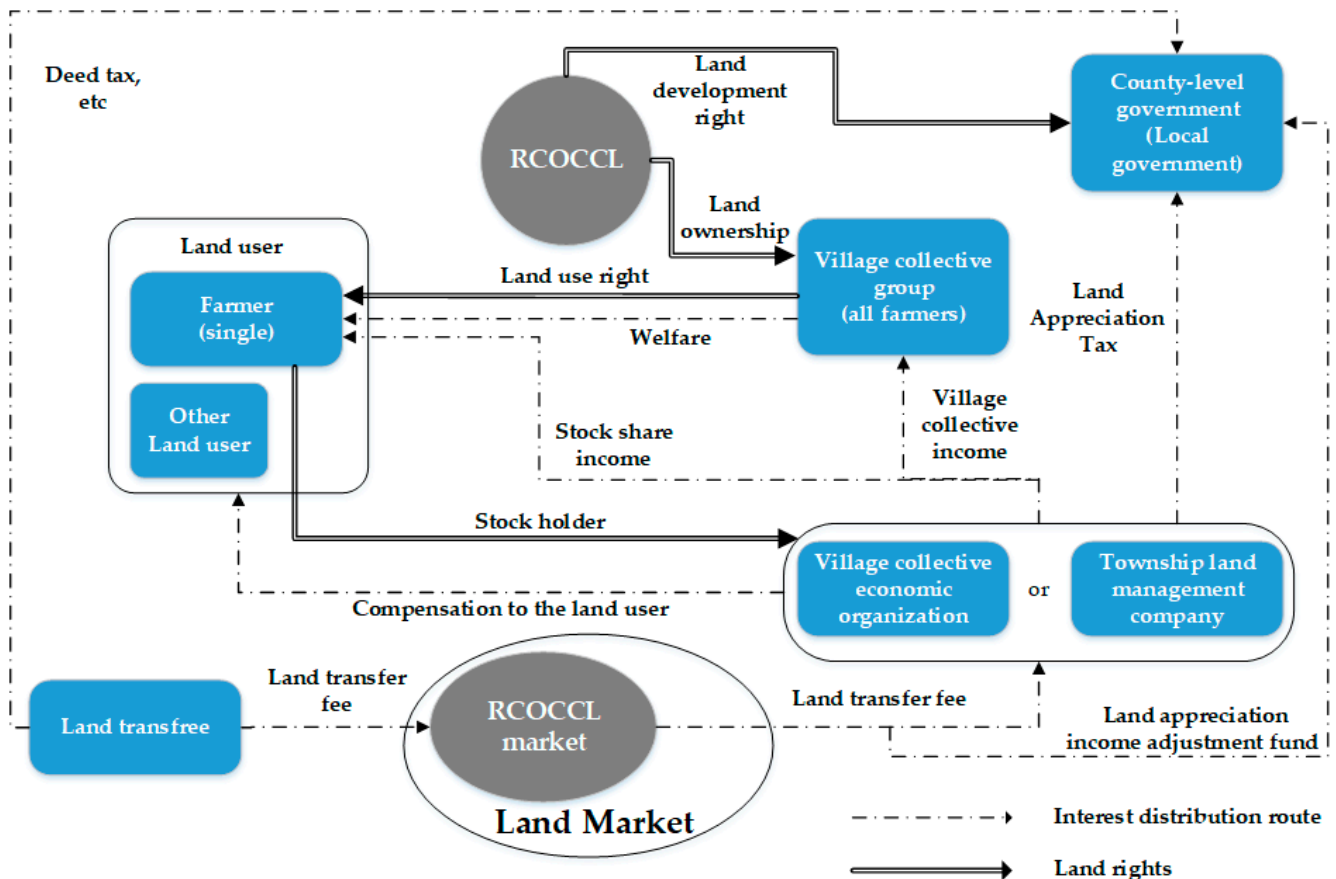 Deed tax,
etc
Land
development
right
County-level
government
(Local
government)
RCOCCL
Land
ownership
Land user
Village collective
group
(all farmers)
Land use right
Farmer
(single)
Welfare
Land
Appreciation
Tax
Other
Land user
Stock share
income
Village
collective
income
Stock holder
Village collective
economic
organization
or
Township land
management
company
Compensation to the land user
Land transfree
Land transfer
fee
RCOCCL
market
Land transfer fee
Land appreciation
income adjustment fund
Land Market
Interest distribution route
Land rights